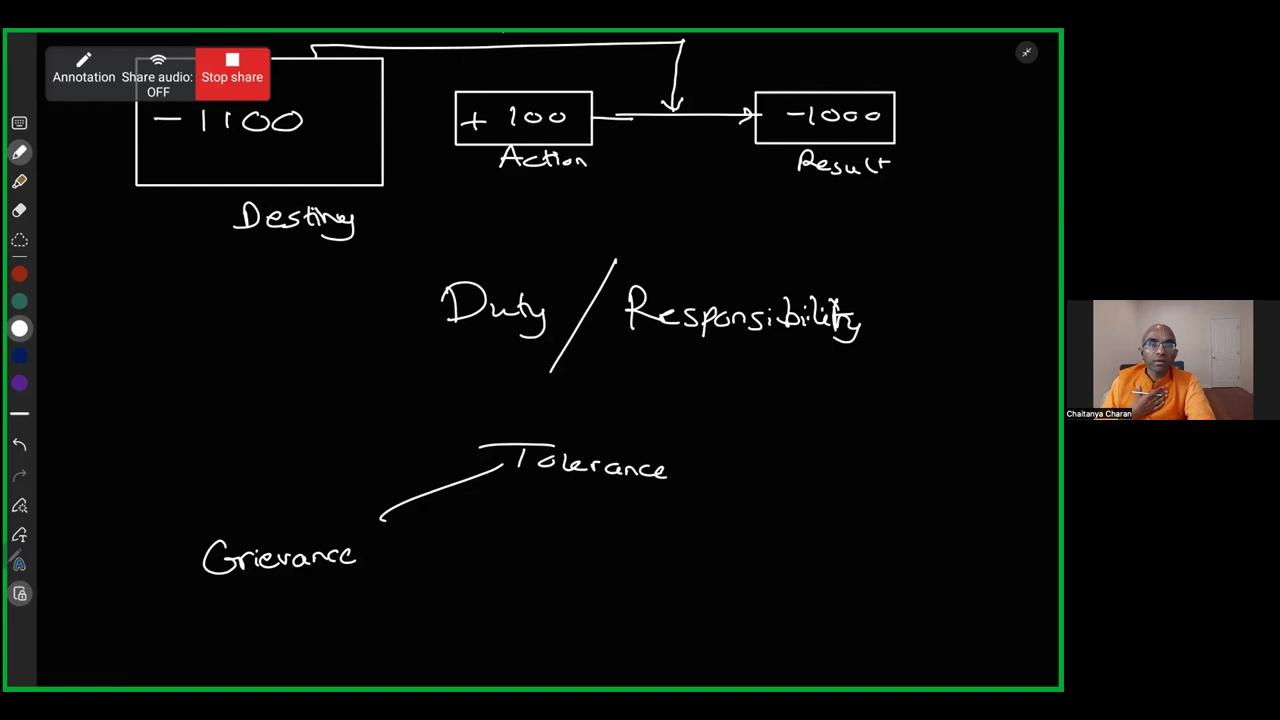 Annotation
Share audio:
OFF
Stop share
- 1100
+ 100
-1000
Action
Result
Destiny
Duty / Responsibility
Tolerance
Grievance
Chaitanya Charan